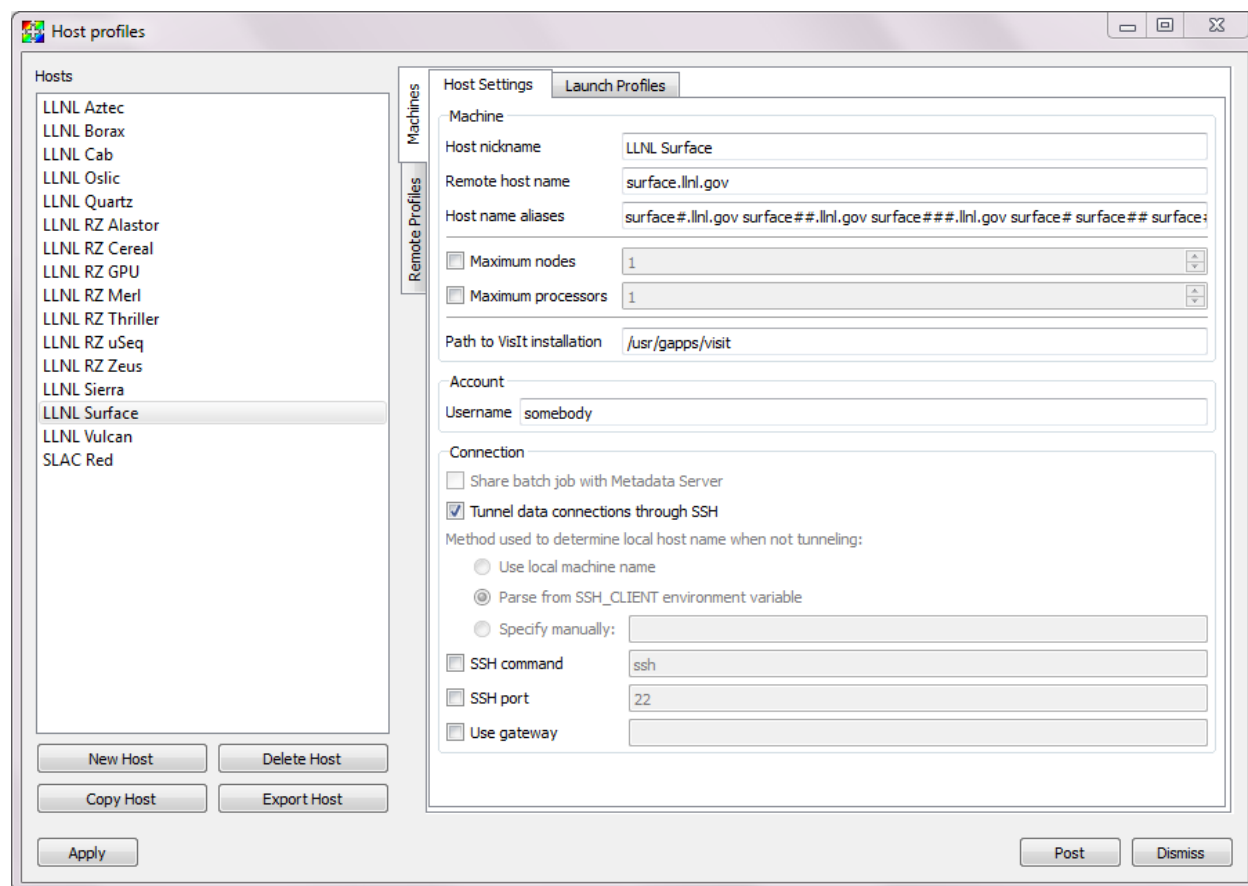 Host profiles
Hosts
LLNL Aztec
LLNL Borax
LLNL Cab
LLNL Oslic
LLNL Quartz
LLNL RZ Alastor
LLNL RZ Cereal
LLNL RZ GPU
LLNL RZ Merl
LLNL RZ Thriller
LLNL RZ uSeq
LLNL RZ Zeus
LLNL Sierra
LLNL Surface
LLNL Vulcan
SLAC Red
New Host Delete Host
Copy Host Export Host
Machines
Remote Profiles
Host Settings Launch Profiles
Machine
Host nickname LLNL Surface
Remote host name surface.llnl.gov
Host name aliases surface#.llnl.gov surface##.llnl.gov surface###.llnl.gov surface# surface## surface#
Maximum nodes 1
Maximum processors 1
Path to VisIt installation /usr/gapps/visit
Account
Username somebody
Connection
Share batch job with Metadata Server
Tunnel data connections through SSH
Method used to determine local host name when not tunneling:
Use local machine name
Parse from SSH_CLIENT environment variable
Specify manually:
SSH command ssh
SSH port 22
Use gateway
Apply Post Dismiss